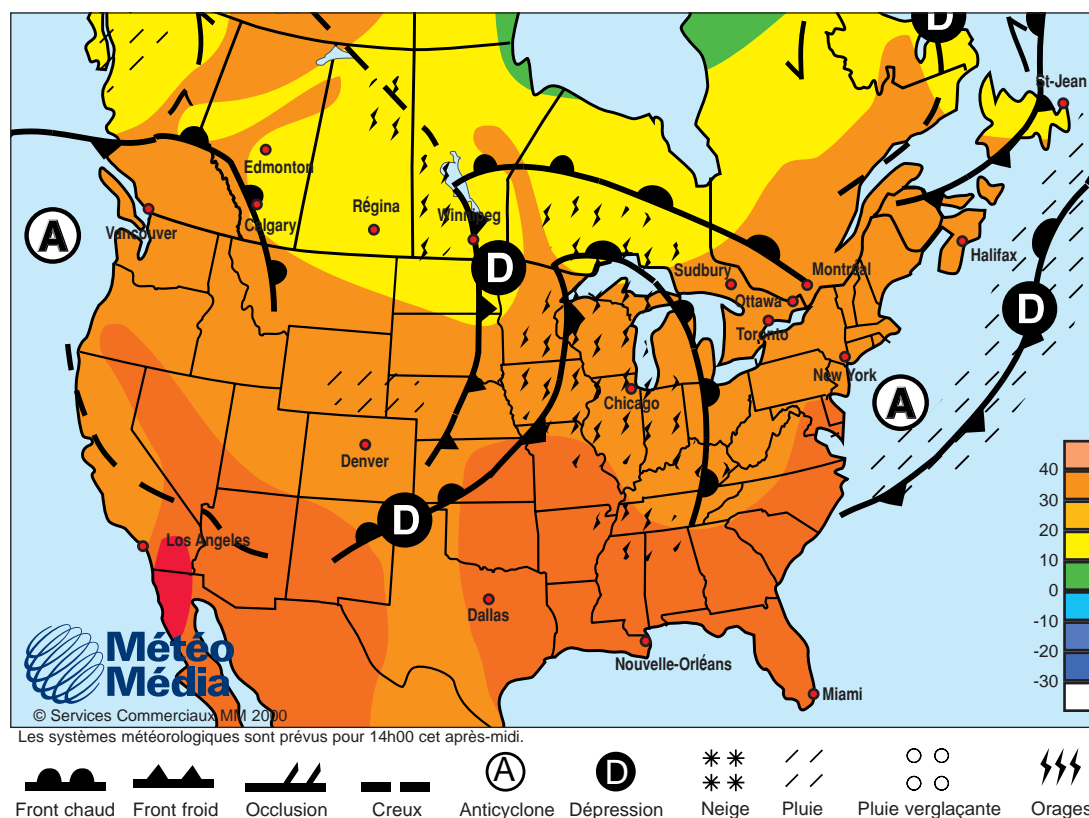 D
St-Jean
Edmonton
Régina
Calgary
Winnipeg
Vancouver
A
D
Halifax
Sudbury
Montréal
Ottawa
D
Toronto
New York
Chicago
A
Denver
40
30
D
20
Los Angeles
10
Dallas
0
-10
Météo
Média
Nouvelle-Orléans
-20
-30
Miami
© Services Commerciaux MM 2000
Les systèmes météorologiques sont prévus pour 14h00 cet après-midi.
A
D
Front chaud Front froid Occlusion Creux Anticyclone Dépression Neige Pluie Pluie verglaçante Orages